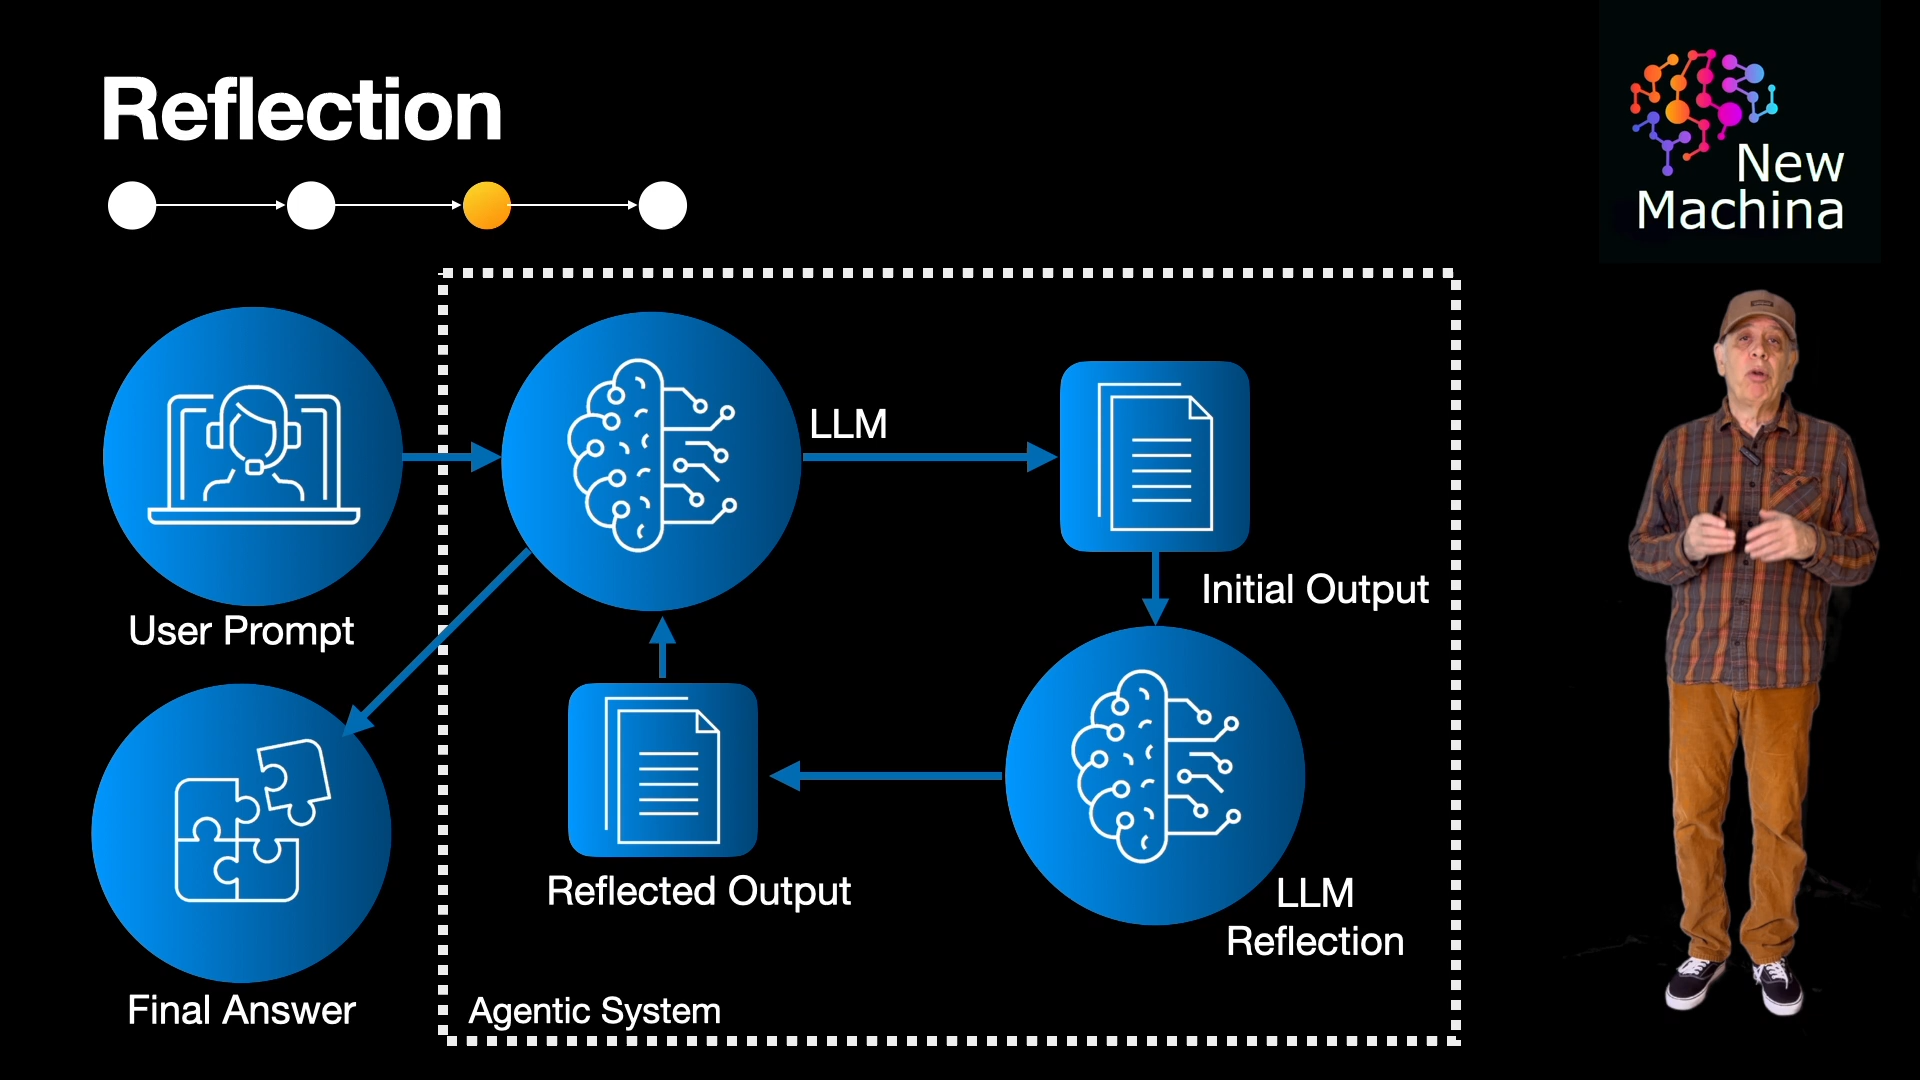 Reflection
New
Machina
LLM
Initial Output
User Prompt
Reflected Output
LLM
Reflection
Final Answer
Agentic System